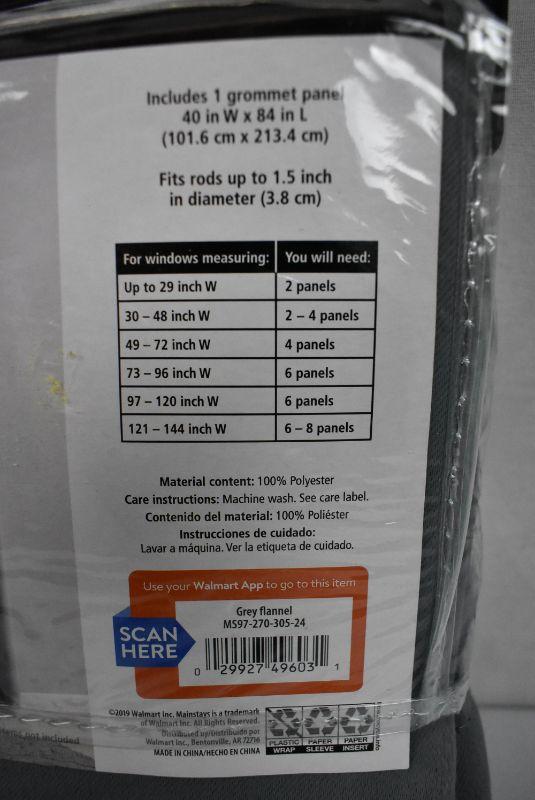 Includes 1 grommet panel
40 in W x 84 in L
(101.6 cm x 213.4 cm)
Fits rods up to 1.5 inch
in diameter (3.8 cm)
For windows measuring: You will need:
Up to 29 inch W 2 panels
30 – 48 inch W 2 – 4 panels
49 – 72 inch W 4 panels
73 – 96 inch W 6 panels
97 – 120 inch W 6 panels
121 – 144 inch W 6 – 8 panels
Material content: 100% Polyester
Care instructions: Machine wash. See care label.
Contenido del material: 100% Poliéster
Instrucciones de cuidado:
Lavar a máquina. Ver la etiqueta de cuidado.
Use your Walmart App to go to this item
Grey flannel
MS97-270-305-24
SCAN
HERE
0 29927 49603 1
©2019 Walmart Inc. Mainstays is a trademark
of Walmart Inc. All Rights Reserved.
Distributed by/Distribuido por
Walmart Inc., Bentonville, AR 72716
MADE IN CHINA/HECHO EN CHINA
not included
PLASTIC WRAP
PAPER SLEEVE
PAPER INSERT